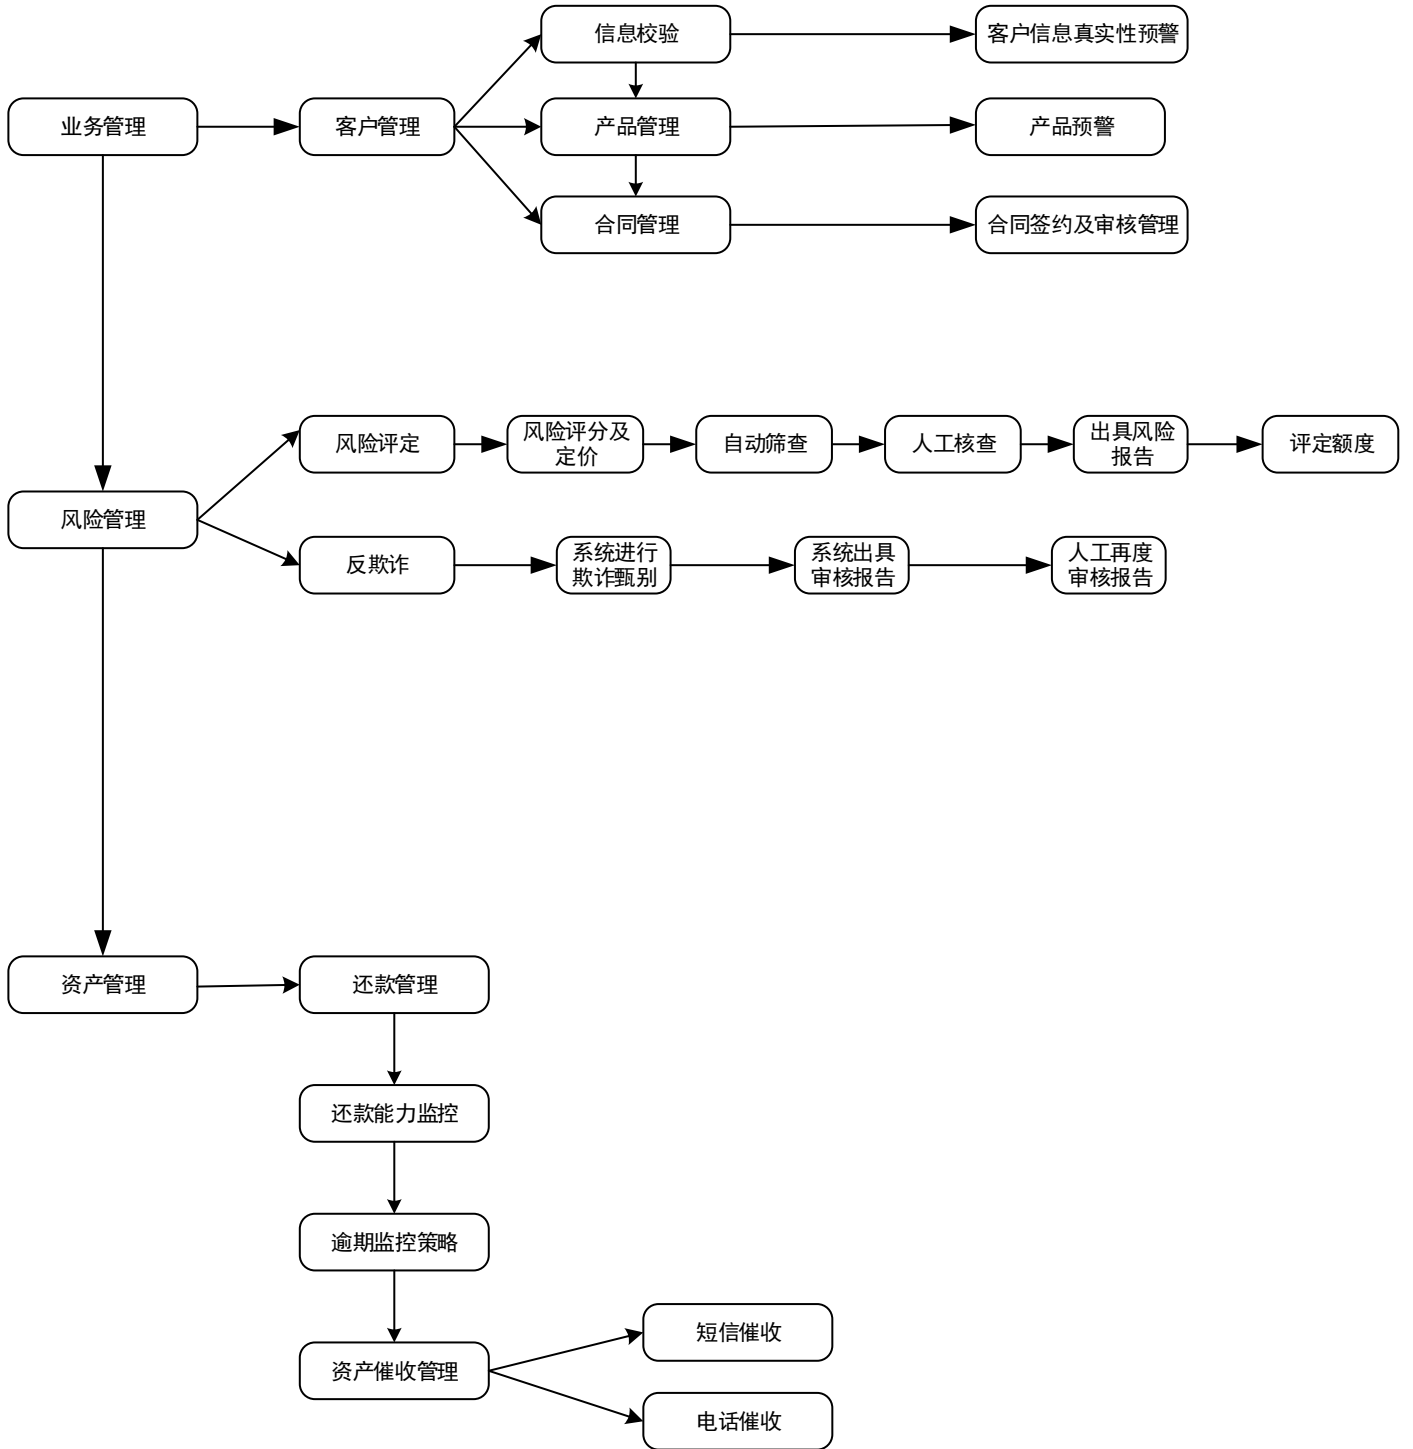 信息校验
客户信息真实性预警
业务管理
客户管理
产品管理
产品预警
合同管理
合同签约及审核管理
风险评定
风险评分及
定价
自动筛查
人工核查
出具风险
报告
评定额度
风险管理
反欺诈
系统进行
欺诈甄别
系统出具
审核报告
人工再度
审核报告
资产管理
还款管理
还款能力监控
逾期监控策略
资产催收管理
短信催收
电话催收